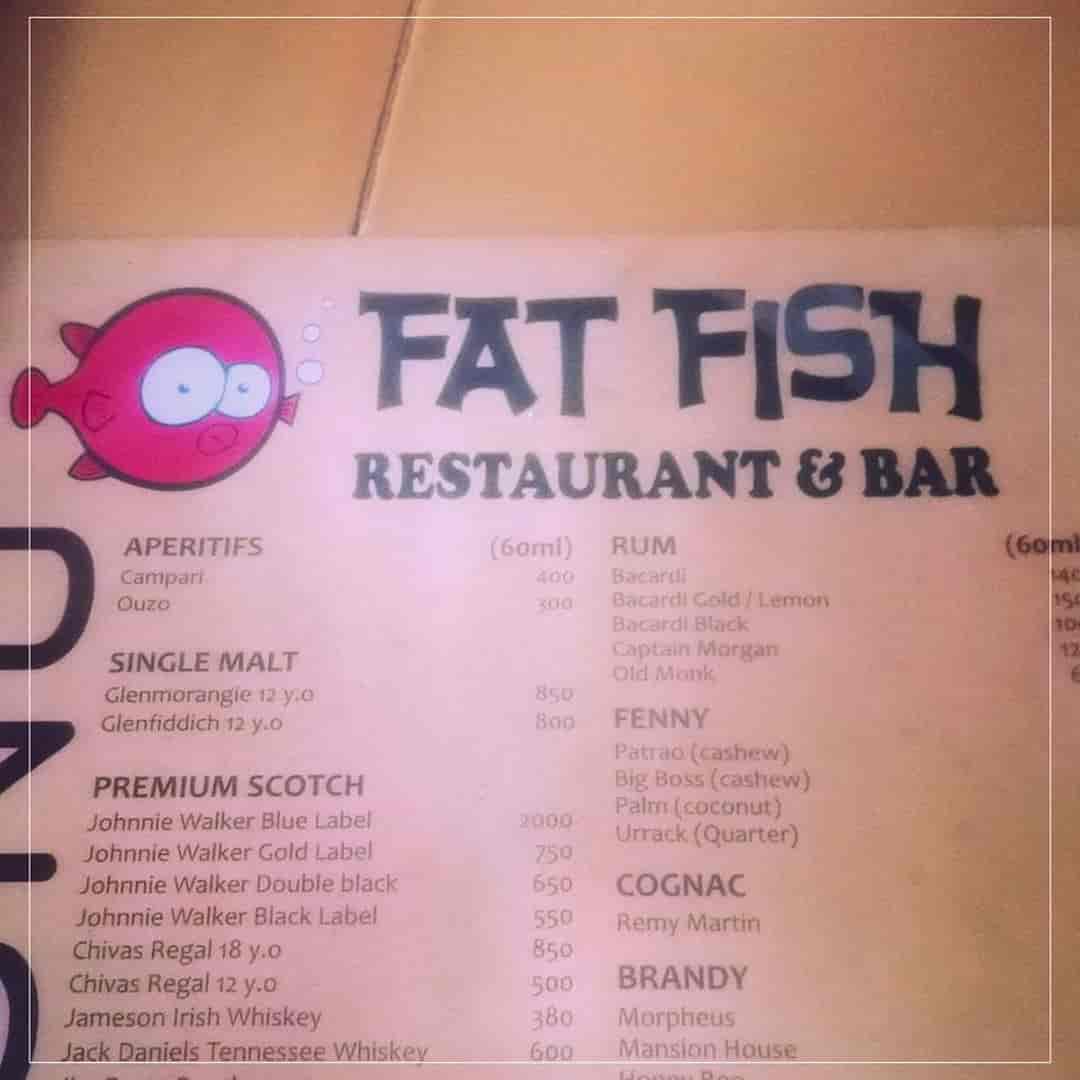 FAT FISH
RESTAURANT & BAR
APERITIFS (60ml)
Campari 400
Ouzo 300
SINGLE MALT
Glenmorangie 12 y.o 850
Glenfiddich 12 y.o 800
PREMIUM SCOTCH
Johnnie Walker Blue Label 2000
Johnnie Walker Gold Label 750
Johnnie Walker Double black 650
Johnnie Walker Black Label 550
Chivas Regal 18 y.o 850
Chivas Regal 12 y.o 500
Jameson Irish Whiskey 380
Jack Daniels Tennessee Whiskey 600
RUM (60ml
Bacardi
Bacardi Gold / Lemon
Bacardi Black
Captain Morgan
Old Monk
FENNY
Patrao (cashew)
Big Boss (cashew)
Palm (coconut)
Urrack (Quarter)
COGNAC
Remy Martin
BRANDY
Morpheus
Mansion House